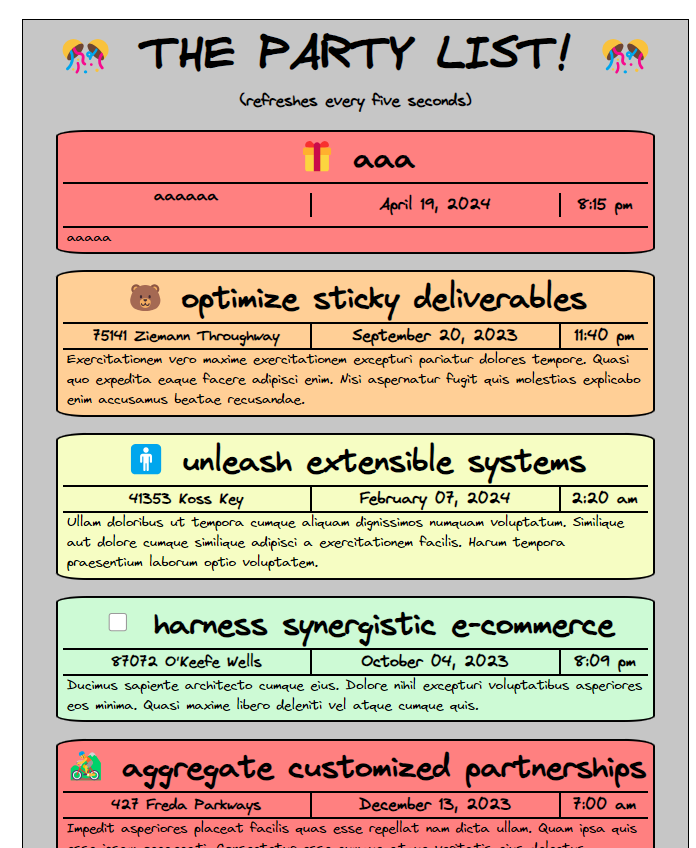 THE PARTY LIST!
(refreshes every five seconds)
aaa
aaaaaa
April 19, 2024
8:15 pm
aaaaa
optimize sticky deliverables
75141 Ziemann Throughway
September 20, 2023
11:40 pm
Exercitationem vero maxime exercitationem excepturi pariatur dolores tempore. Quasi
quo expedita eaque facere adipisci enim. Nisi aspernatur fugit quis molestias explicabo
enim accusamus beatae recusandae.
unleash extensible systems
41353 Koss Key
February 07, 2024
2:20 am
Ullam doloribus ut tempora cumque aliquam dignissimos numquam voluptatum. Similique
aut dolore cumque similique adipisci a exercitationem facilis. Harum tempora
praesentium laborum optio voluptatem.
harness synergistic e-commerce
87072 O'Keefe Wells
October 04, 2023
8:09 pm
Ducimus sapiente architecto cumque eius. Dolore nihil excepturi voluptatibus asperiores
eos minima. Quasi maxime libero deleniti vel atque cumque quis.
aggregate customized partnerships
427 Freda Parkways
December 13, 2023
7:00 am
Impedit asperiores placeat facilis quas esse repellat nam dicta ullam. Quam ipsa quis